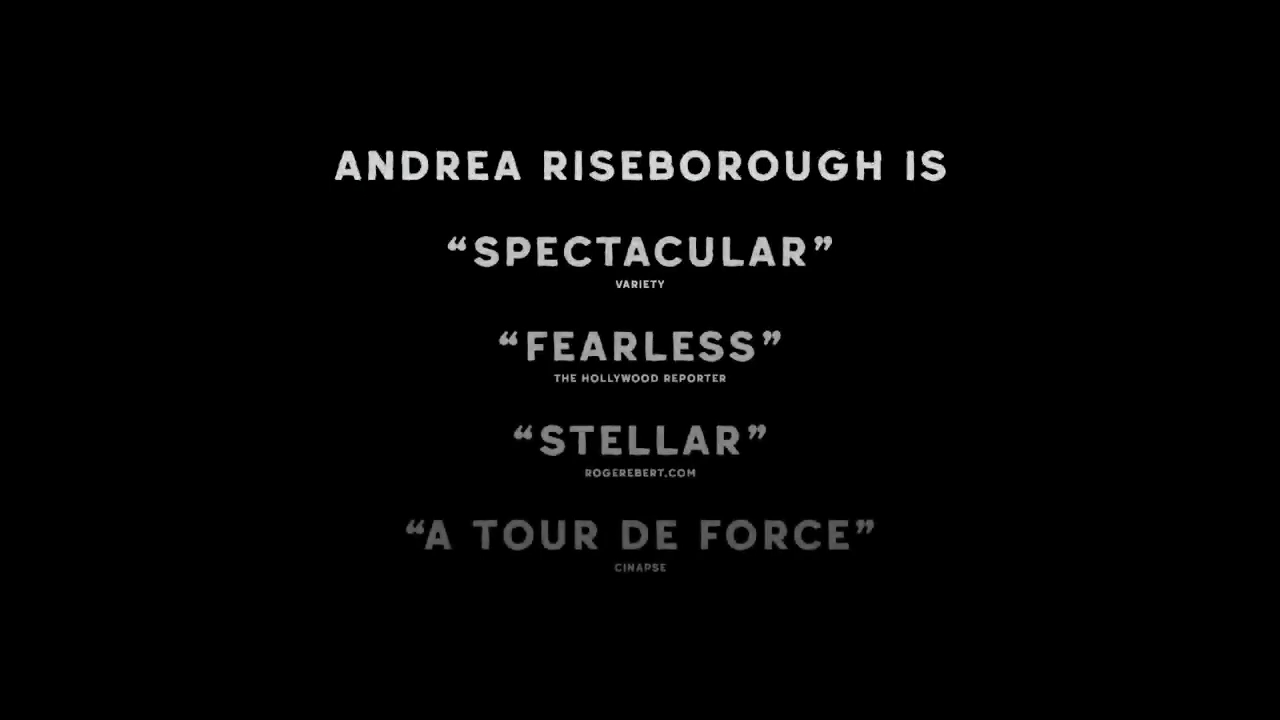 ANDREA RISEBOROUGH IS
“SPECTACULAR”
VARIETY
“FEARLESS”
THE HOLLYWOOD REPORTER
“STELLAR”
ROGEREBERT.COM
“A TOUR DE FORCE”
CINAPSE